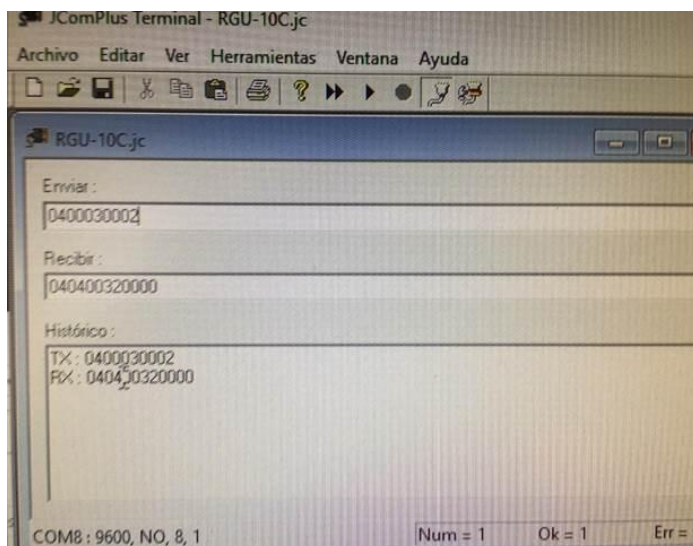 JComPlus Terminal - RGU-10C.jc
Archivo Editar Ver Herramientas Ventana Ayuda
RGU-10C.jc
Enviar :
0400030002
Recibir :
040400320000
Histórico :
TX : 0400030002
RX : 040400320000
COM8 : 9600, NO, 8, 1 Num = 1 Ok = 1 Err =